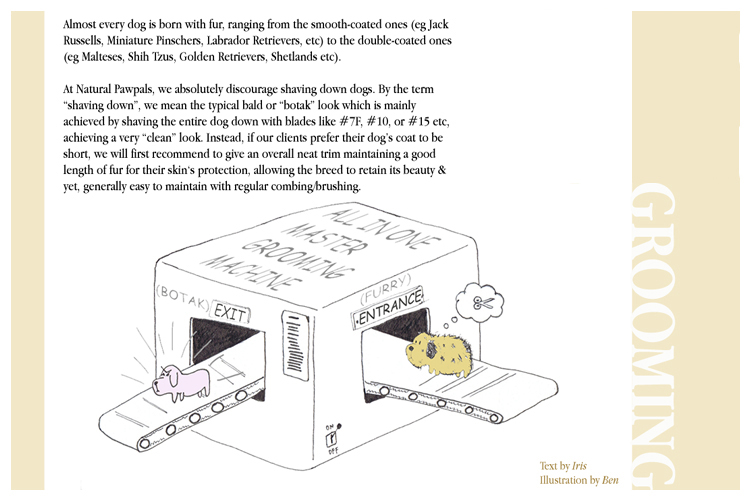 Almost every dog is born with fur, ranging from the smooth-coated ones (eg Jack
Russells, Miniature Pinschers, Labrador Retrievers, etc) to the double-coated ones
(eg Malteses, Shih Tzus, Golden Retrievers, Shetlands etc).
At Natural Pawpals, we absolutely discourage shaving down dogs. By the term
“shaving down”, we mean the typical bald or “botak” look which is mainly
achieved by shaving the entire dog down with blades like #7F, #10, or #15 etc,
achieving a very “clean” look. Instead, if our clients prefer their dog's coat to be
short, we will first recommend to give an overall neat trim maintaining a good
length of fur for their skin's protection, allowing the breed to retain its beauty &
yet, generally easy to maintain with regular combing/brushing.
GROOMING
ALL IN ONE
MASTER
GROOMING
MACHINE
(BOTAK)
EXIT
(FURRY)
ENTRANCE
ON
OFF
Text by Iris
Illustration by Ben